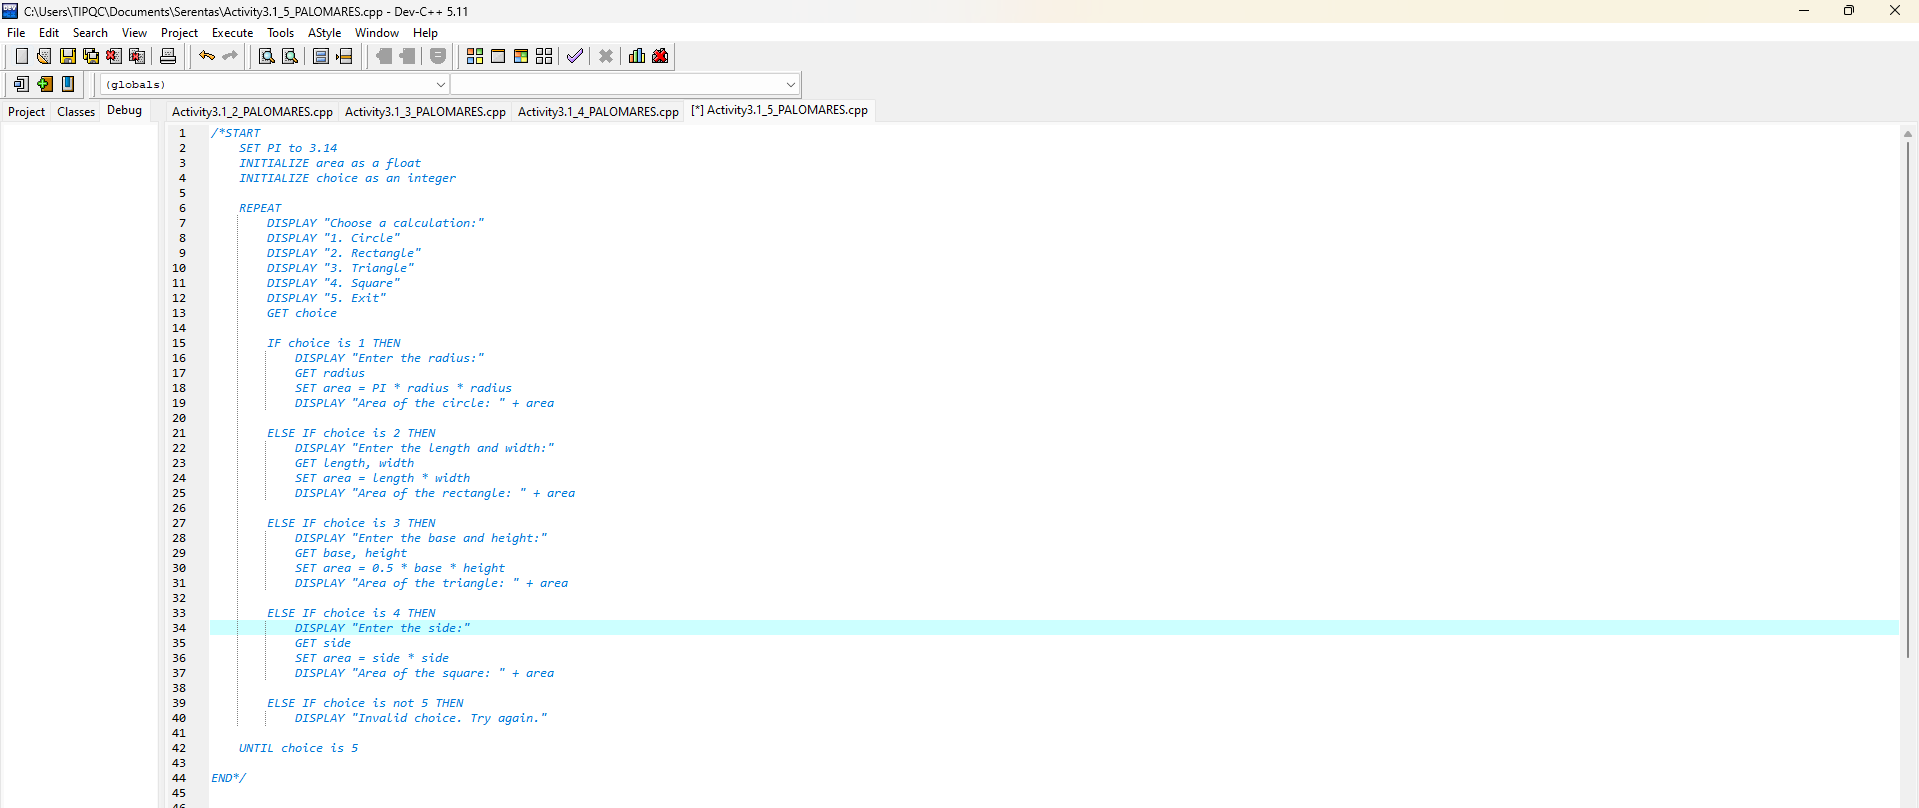 C:\Users\TIPQC\Documents\Serentas\Activity3.1_5_PALOMARES.cpp - Dev-C++ 5.11
File Edit Search View Project Execute Tools AStyle Window Help
(globals)
Project Classes Debug
Activity3.1_2_PALOMARES.cpp Activity3.1_3_PALOMARES.cpp Activity3.1_4_PALOMARES.cpp [*] Activity3.1_5_PALOMARES.cpp
1 /*START
2 SET PI to 3.14
3 INITIALIZE area as a float
4 INITIALIZE choice as an integer
5
6 REPEAT
7 DISPLAY "Choose a calculation:"
8 DISPLAY "1. Circle"
9 DISPLAY "2. Rectangle"
10 DISPLAY "3. Triangle"
11 DISPLAY "4. Square"
12 DISPLAY "5. Exit"
13 GET choice
14
15 IF choice is 1 THEN
16 DISPLAY "Enter the radius:"
17 GET radius
18 SET area = PI * radius * radius
19 DISPLAY "Area of the circle: " + area
20
21 ELSE IF choice is 2 THEN
22 DISPLAY "Enter the length and width:"
23 GET length, width
24 SET area = length * width
25 DISPLAY "Area of the rectangle: " + area
26
27 ELSE IF choice is 3 THEN
28 DISPLAY "Enter the base and height:"
29 GET base, height
30 SET area = 0.5 * base * height
31 DISPLAY "Area of the triangle: " + area
32
33 ELSE IF choice is 4 THEN
34 DISPLAY "Enter the side:"
35 GET side
36 SET area = side * side
37 DISPLAY "Area of the square: " + area
38
39 ELSE IF choice is not 5 THEN
40 DISPLAY "Invalid choice. Try again."
41
42 UNTIL choice is 5
43
44 END*/
45
46